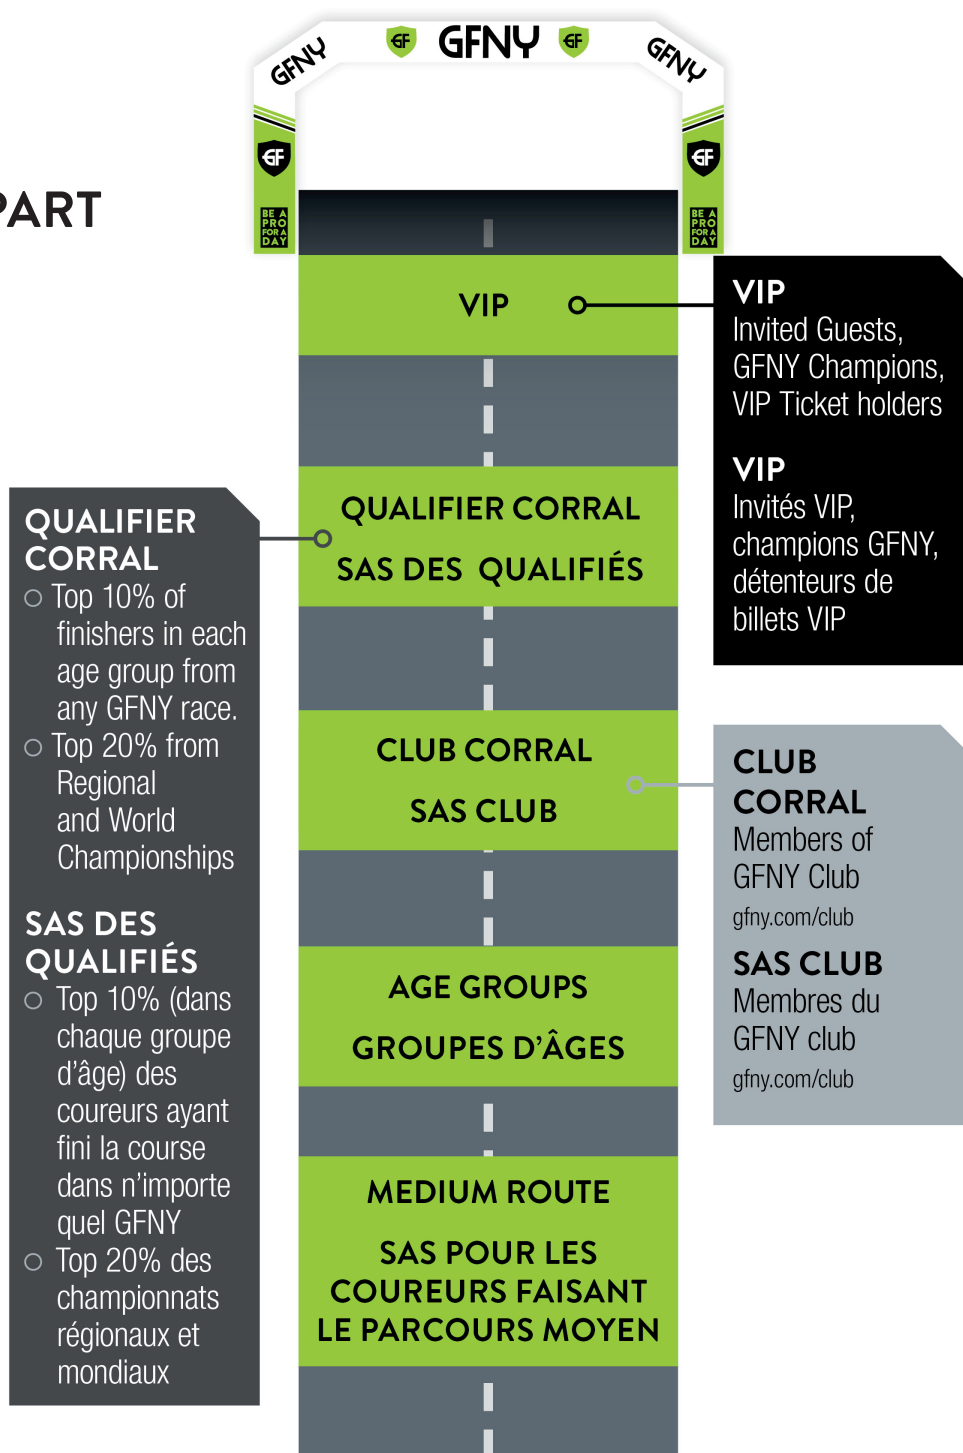 GFNY
GF
GFNY
GF
GFNY
GF
GF
BE A
PRO
FOR A
DAY
BE A
PRO
FOR A
DAY
PART
VIP
VIP
Invited Guests,
GFNY Champions,
VIP Ticket holders
VIP
Invités VIP,
champions GFNY,
détenteurs de
billets VIP
QUALIFIER CORRAL
SAS DES QUALIFIÉS
QUALIFIER
CORRAL
Top 10% of
finishers in each
age group from
any GFNY race.
Top 20% from
Regional
and World
Championships
SAS DES
QUALIFIÉS
Top 10% (dans
chaque groupe
d'âge) des
coureurs ayant
fini la course
dans n'importe
quel GFNY
Top 20% des
championnats
régionaux et
mondiaux
CLUB CORRAL
SAS CLUB
CLUB
CORRAL
Members of
GFNY Club
gfny.com/club
SAS CLUB
Membres du
GFNY club
gfny.com/club
AGE GROUPS
GROUPES D'ÂGES
MEDIUM ROUTE
SAS POUR LES
COUREURS FAISANT
LE PARCOURS MOYEN